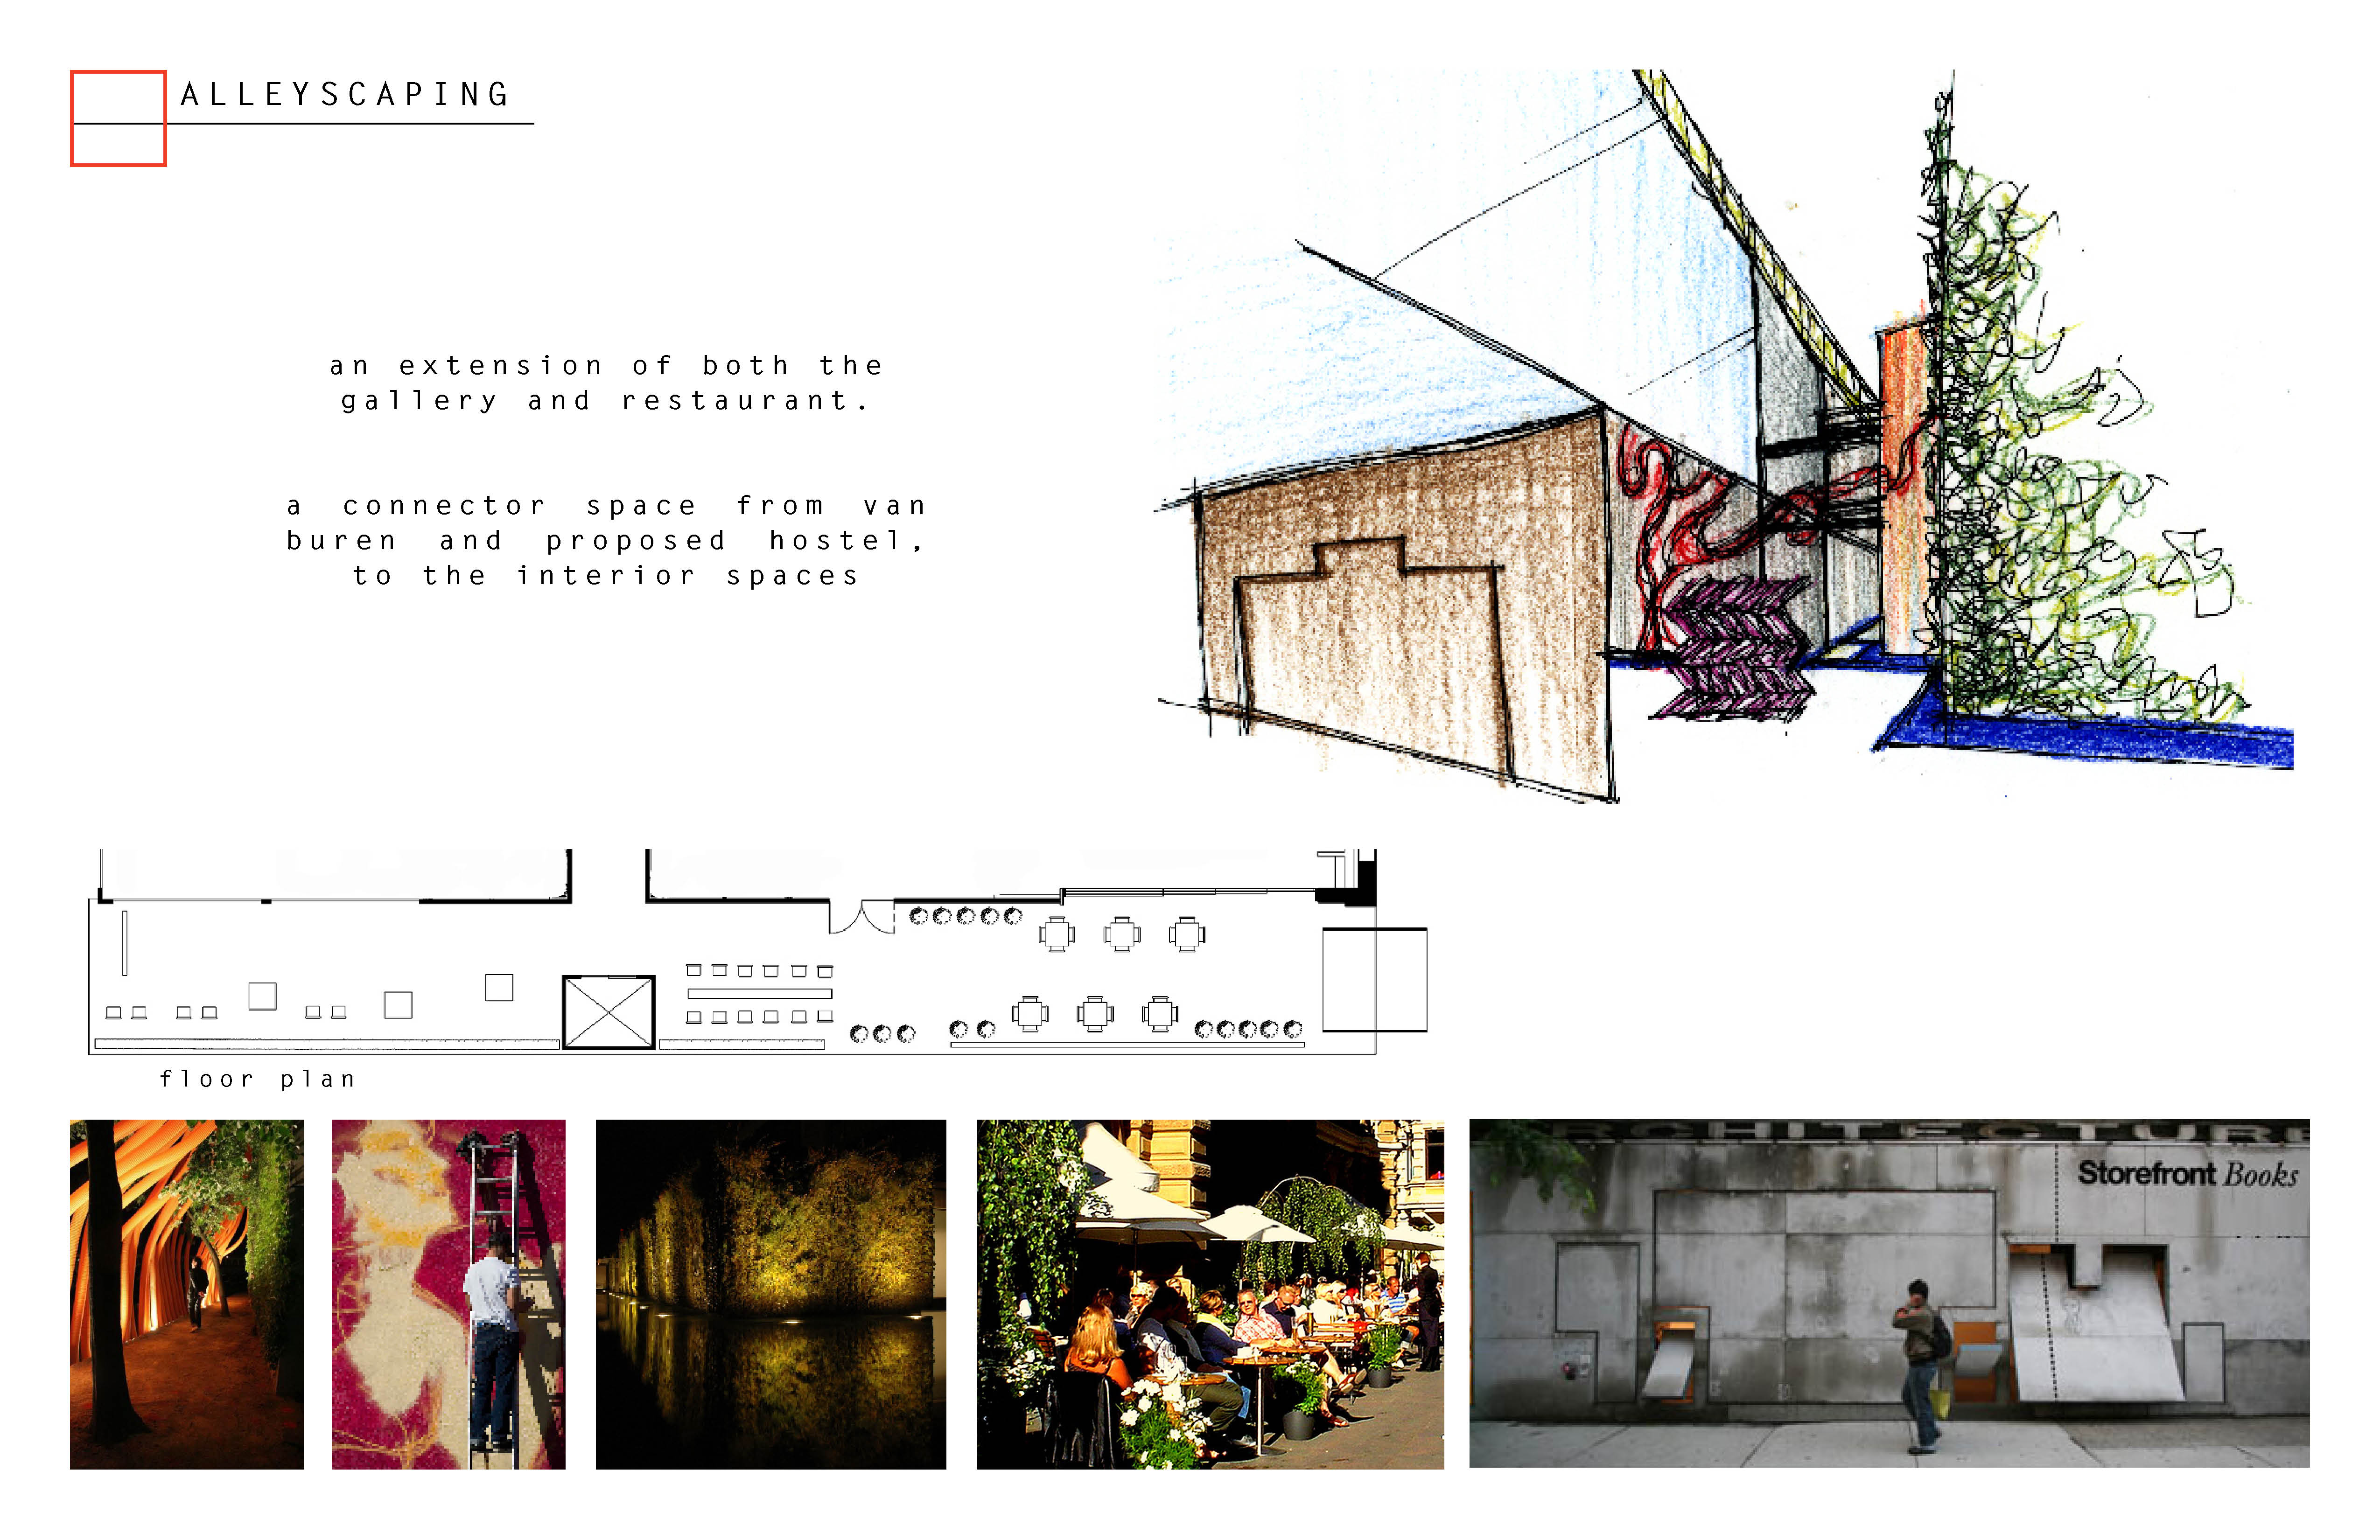 ALLEYSCAPING
an extension of both the
gallery and restaurant.
a connector space from van
buren and proposed hostel,
to the interior spaces
floor plan
Storefront Books